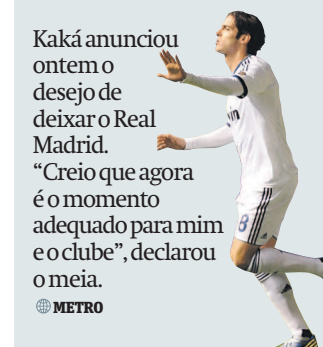 Kaká anunciou
ontem o
desejo de
deixar o Real
Madrid.
“Creio que agora
é o momento
adequado para mim
e o clube”, declarou
o meia.
METRO
8